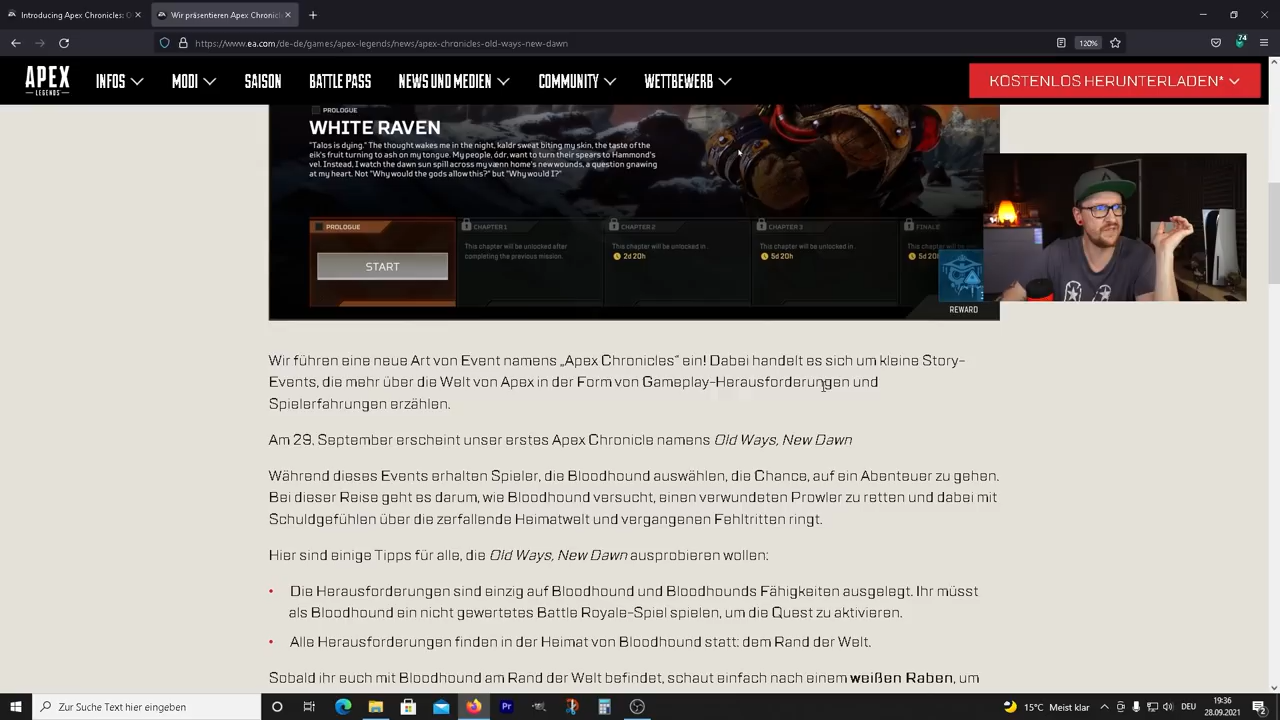 Introducing Apex Chronicles: O
Wir präsentieren Apex Chronicl
https://www.ea.com/de-de/games/apex-legends/news/apex-chronicles-old-ways-new-dawn
120%
74
APEX
LEGENDS
INFOS
MODI
SAISON
BATTLE PASS
NEWS UND MEDIEN
COMMUNITY
WETTBEWERB
KOSTENLOS HERUNTERLADEN*
PROLOGUE
WHITE RAVEN
"Talos is dying." The thought wakes me in the night, kaldr sweat biting my skin, the taste of the
eik's fruit turning to ash on my tongue. My people, ódr, want to turn their spears to Hammond's
vel. Instead, I watch the dawn sun spill across my vænn home's new wounds, a question gnawing
at my heart. Not "Why would the gods allow this?" but "Why would I?"
PROLOGUE
START
CHAPTER 1
This chapter will be unlocked after
completing the previous mission.
CHAPTER 2
This chapter will be unlocked in:
2d 20h
CHAPTER 3
This chapter will be unlocked in:
5d 20h
FINALE
This ch
5d 20
REWARD
Wir führen eine neue Art von Event namens „Apex Chronicles“ ein! Dabei handelt es sich um kleine Story-
Events, die mehr über die Welt von Apex in der Form von Gameplay-Herausforderungen und
Spielerfahrungen erzählen.
Am 29. September erscheint unser erstes Apex Chronicle namens Old Ways, New Dawn
Während dieses Events erhalten Spieler, die Bloodhound auswählen, die Chance, auf ein Abenteuer zu gehen.
Bei dieser Reise geht es darum, wie Bloodhound versucht, einen verwundeten Prowler zu retten und dabei mit
Schuldgefühlen über die zerfallende Heimatwelt und vergangenen Fehltritten ringt.
Hier sind einige Tipps für alle, die Old Ways, New Dawn ausprobieren wollen:
• Die Herausforderungen sind einzig auf Bloodhound und Bloodhounds Fähigkeiten ausgelegt. Ihr müsst
als Bloodhound ein nicht gewertetes Battle Royale-Spiel spielen, um die Quest zu aktivieren.
• Alle Herausforderungen finden in der Heimat von Bloodhound statt: dem Rand der Welt.
Sobald ihr euch mit Bloodhound am Rand der Welt befindet, schaut einfach nach einem weißen Raben, um
Zur Suche Text hier eingeben
Pr
15°C Meist klar
DEU
19:36
28.09.2021
2